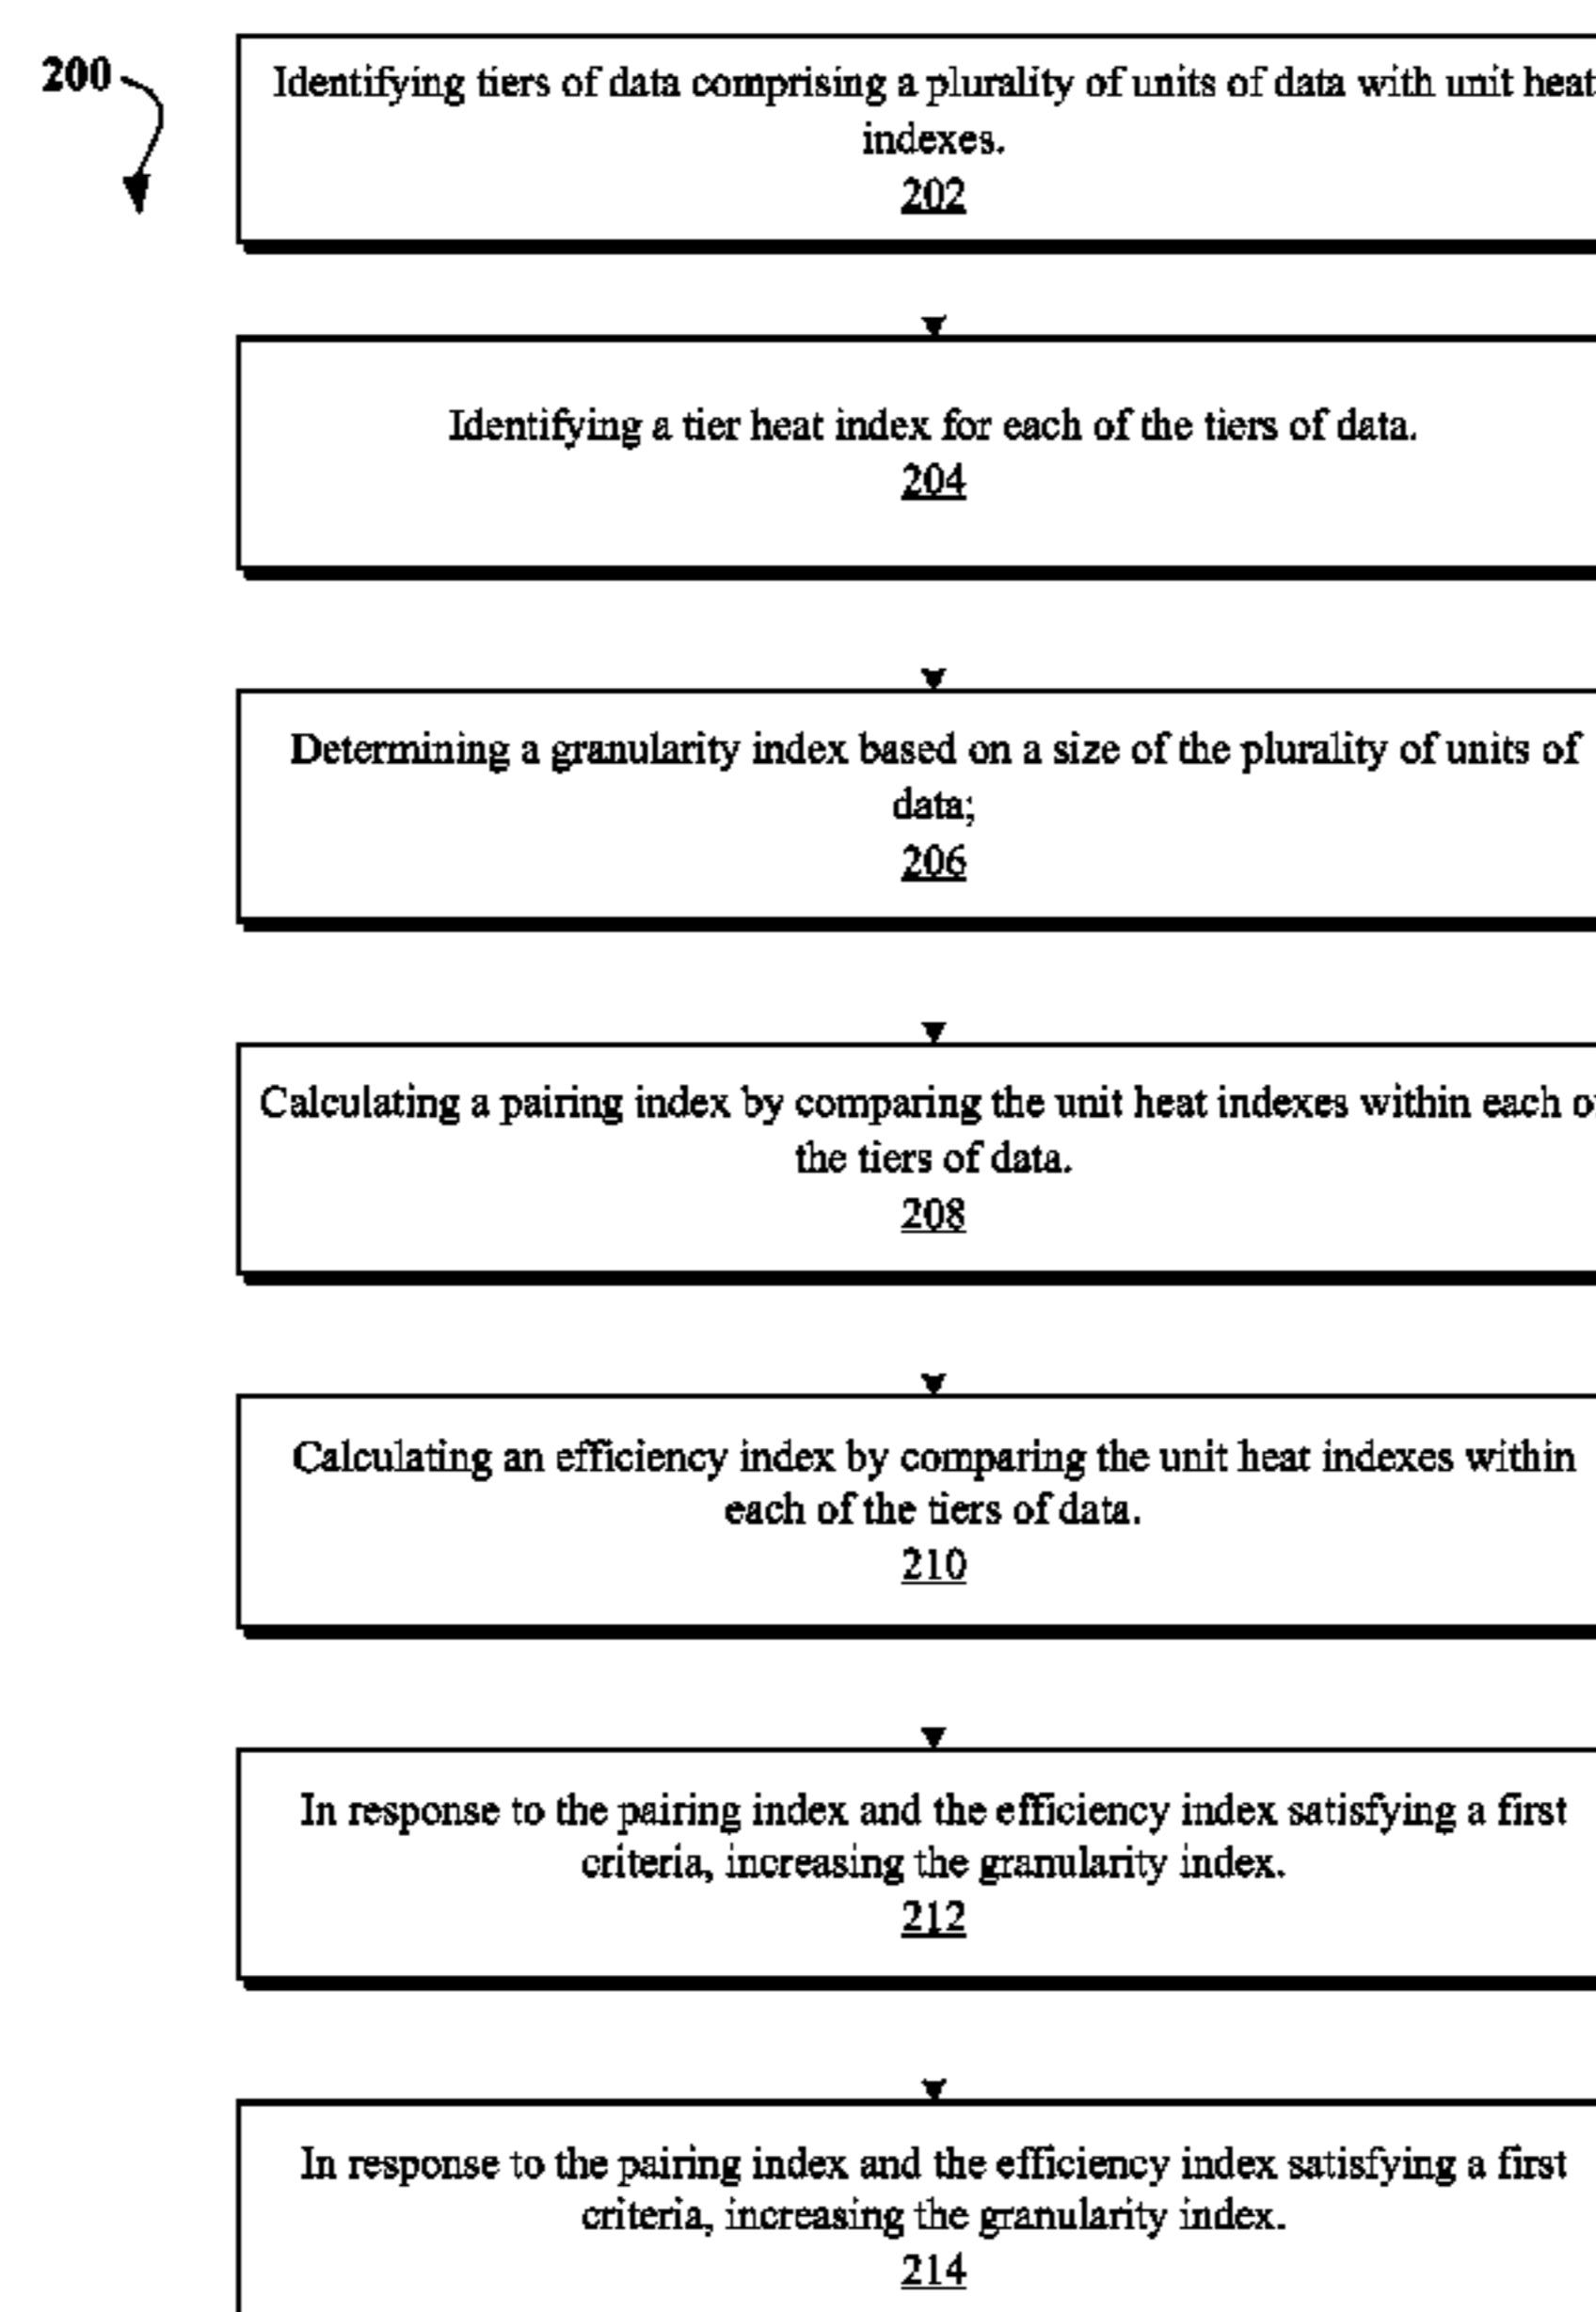 200
Identifying tiers of data comprising a plurality of units of data with unit heat
indexes.
202
Identifying a tier heat index for each of the tiers of data.
204
Determining a granularity index based on a size of the plurality of units of
data;
206
Calculating a pairing index by comparing the unit heat indexes within each
the tiers of data.
208
Calculating an efficiency index by comparing the unit heat indexes within
each of the tiers of data.
210
In response to the pairing index and the efficiency index satisfying a first
criteria, increasing the granularity index.
212
In response to the pairing index and the efficiency index satisfying a first
criteria, increasing the granularity index.
214